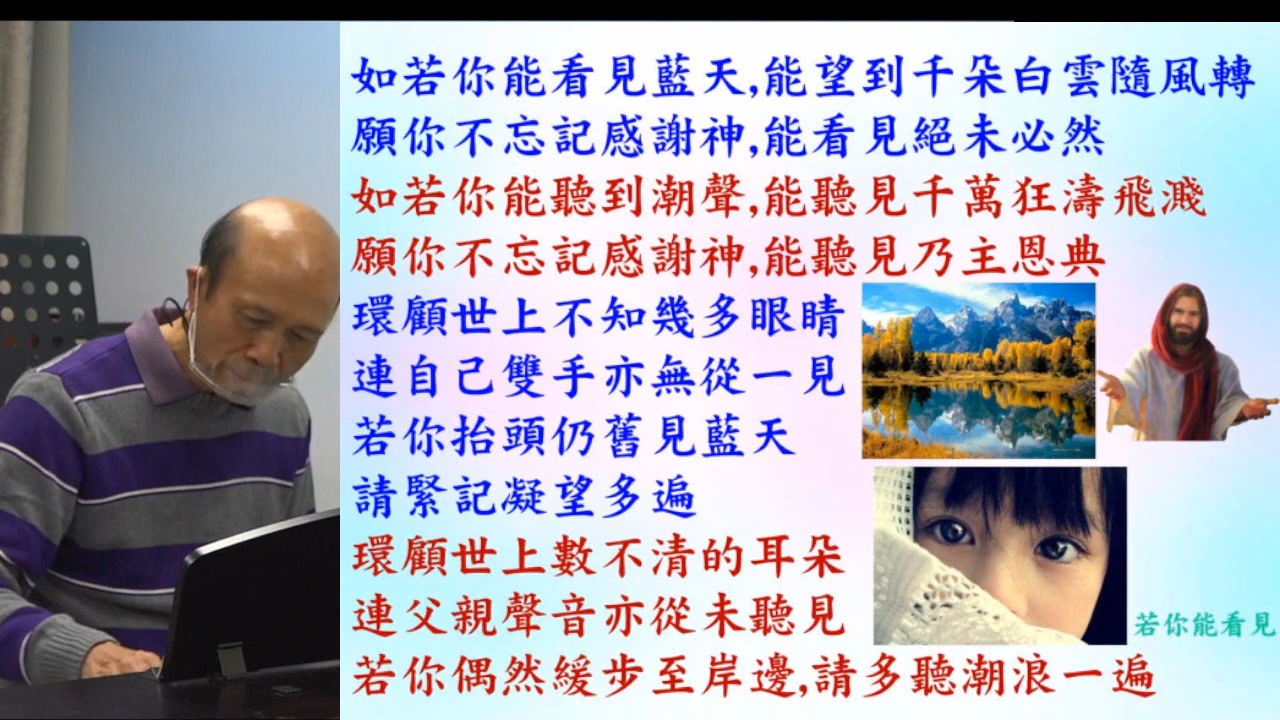 如若你能看見藍天,能望到千朵白雲隨風轉
願你不忘記感謝神,能看見絕未必然
如若你能聽到潮聲,能聽見千萬狂濤飛濺
願你不忘記感謝神,能聽見乃主恩典
環顧世上不知幾多眼睛
連自己雙手亦無從一見
若你抬頭仍舊見藍天
請緊記凝望多遍
環顧世上數不清的耳朵
連父親聲音亦從未聽見
若你偶然緩步至岸邊,請多聽潮浪一遍
若你能看見